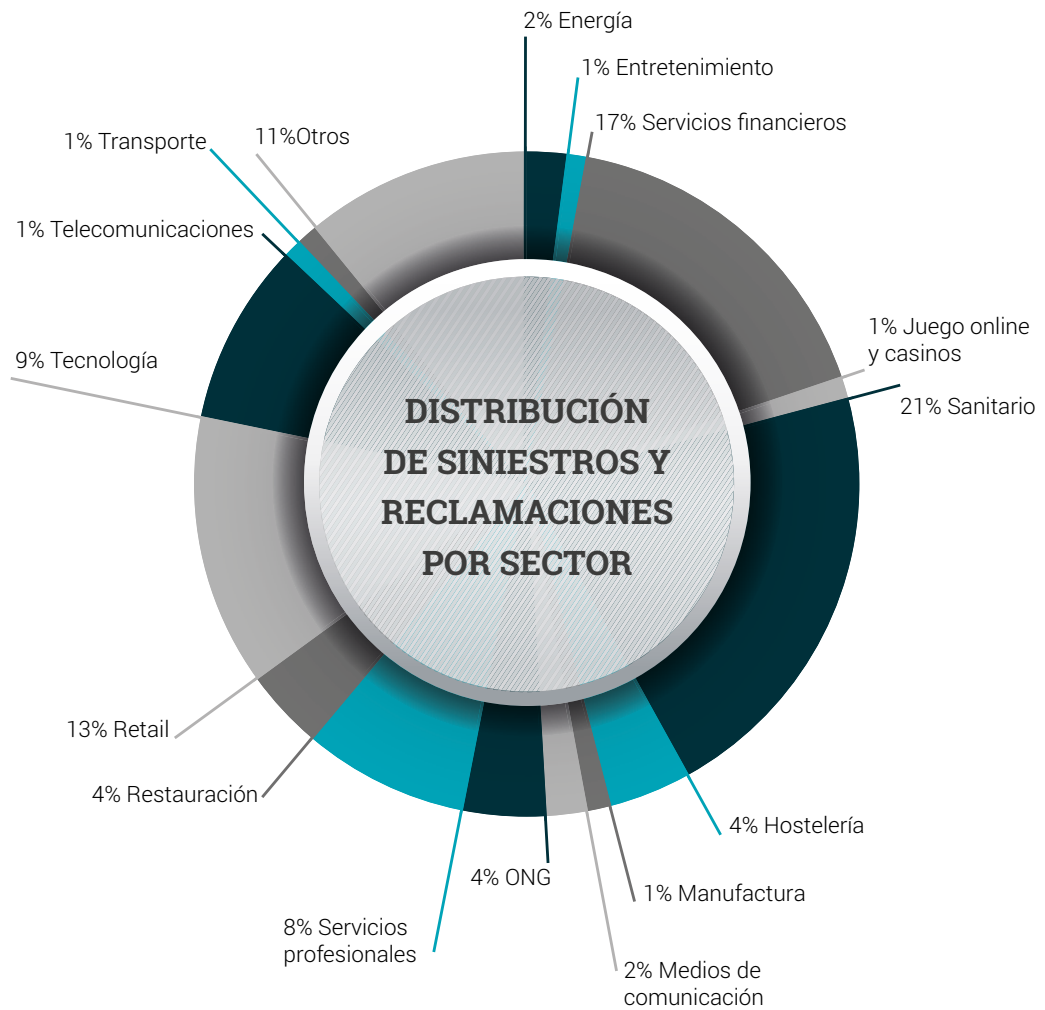 2% Energía
1% Entretenimiento
17% Servicios financieros
11%Otros
1% Transporte
1% Telecomunicaciones
9% Tecnología
1% Juego online
y casinos
21% Sanitario
DISTRIBUCIÓN
DE SINIESTROS Y
RECLAMACIONES
POR SECTOR
13% Retail
4% Restauración
4% Hostelería
4% ONG
1% Manufactura
8% Servicios
profesionales
2% Medios de
comunicación